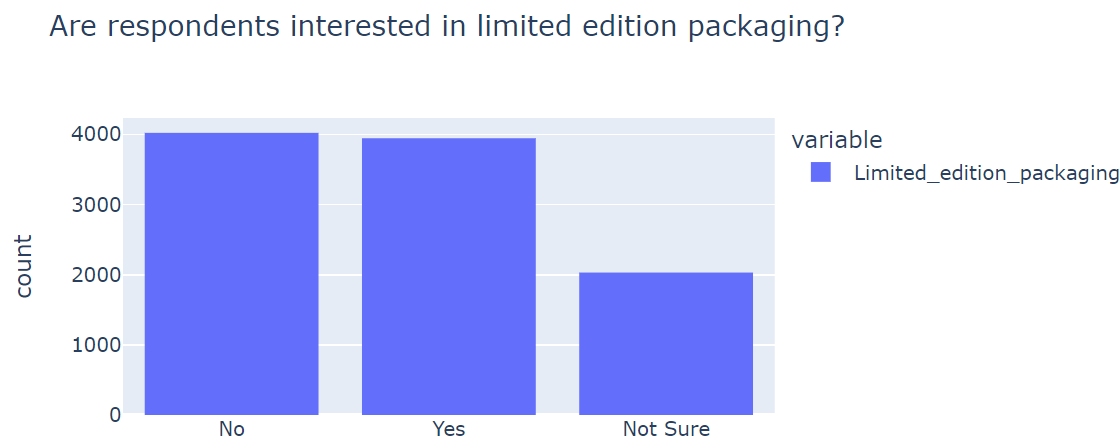 Are respondents interested in limited edition packaging?
variable
Limited_edition_packaging
count
4000
3000
2000
1000
0
No Yes Not Sure